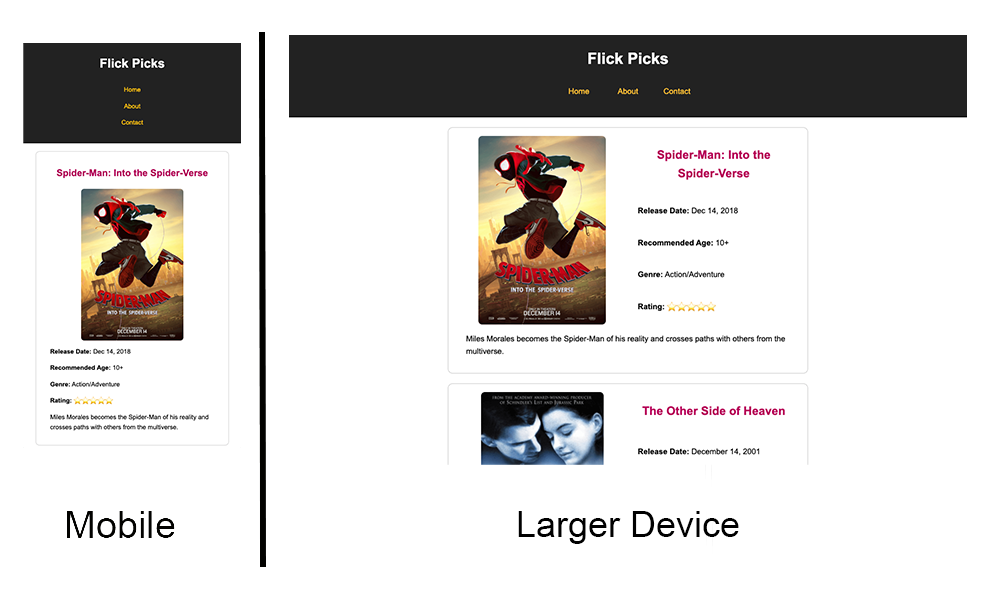 Flick Picks
Home
About
Contact
Spider-Man: Into the Spider-Verse
SPIDER-MAN
INTO THE SPIDER-VERSE
DECEMBER 14
Release Date: Dec 14, 2018
Recommended Age: 10+
Genre: Action/Adventure
Rating: ⭐⭐⭐⭐⭐
Miles Morales becomes the Spider-Man of his reality and
crosses paths with others from the multiverse.
Mobile
Flick Picks
Home About Contact
SPIDER-MAN
INTO THE SPIDER-VERSE
DECEMBER 14
Spider-Man: Into the
Spider-Verse
Release Date: Dec 14, 2018
Recommended Age: 10+
Genre: Action/Adventure
Rating: ⭐⭐⭐⭐⭐
Miles Morales becomes the Spider-Man of his reality and crosses paths with others from the
multiverse.
FROM THE ACADEMY AWARD-WINNING PRODUCER
OF SCHINDLER'S LIST AND JURASSIC PARK
The Other Side of Heaven
Release Date: December 14, 2001
Larger Device